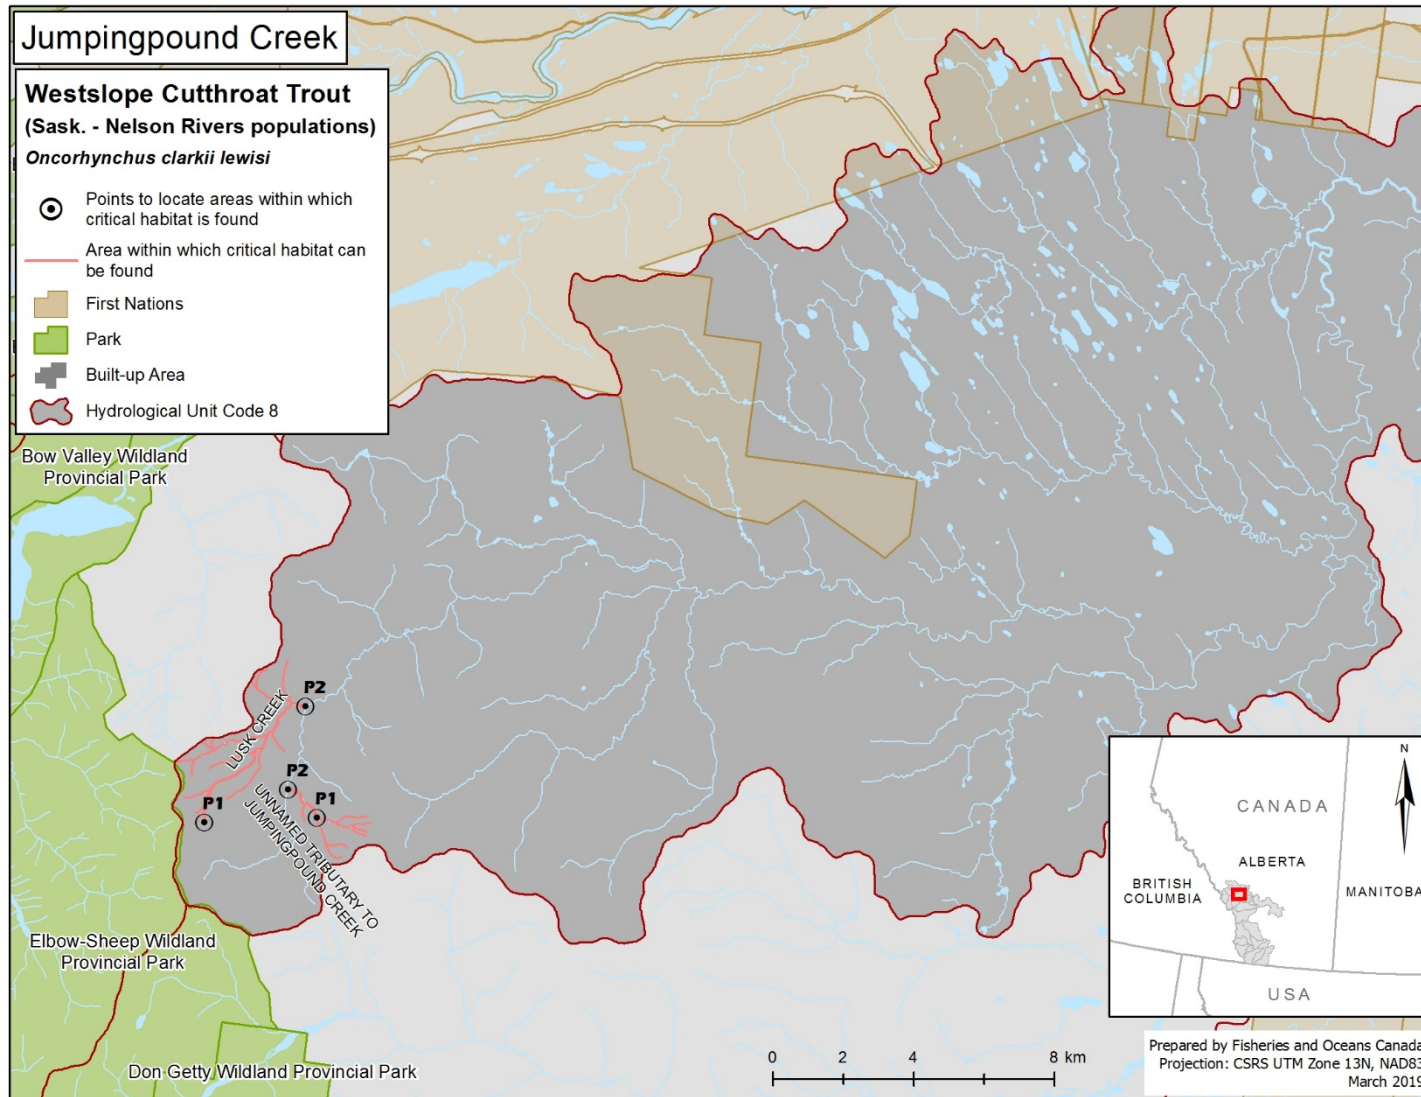 Jumpingpound Creek
Westslope Cutthroat Trout
(Sask. - Nelson Rivers populations)
Oncorhynchus clarkii lewisi
Points to locate areas within which
critical habitat is found
Area within which critical habitat can
be found
First Nations
Park
Built-up Area
Hydrological Unit Code 8
Bow Valley Wildland
Provincial Park
P2
LUSK CREEK
P2
P1
P1
UNNAMED TRIBUTARY TO
JUMPINGPOUND CREEK
Elbow-Sheep Wildland
Provincial Park
Don Getty Wildland Provincial Park
N
CANADA
ALBERTA
BRITISH
COLUMBIA
MANITOBA
USA
0 2 4 8 km
Prepared by Fisheries and Oceans Canada
Projection: CSRS UTM Zone 13N, NAD83
March 2019